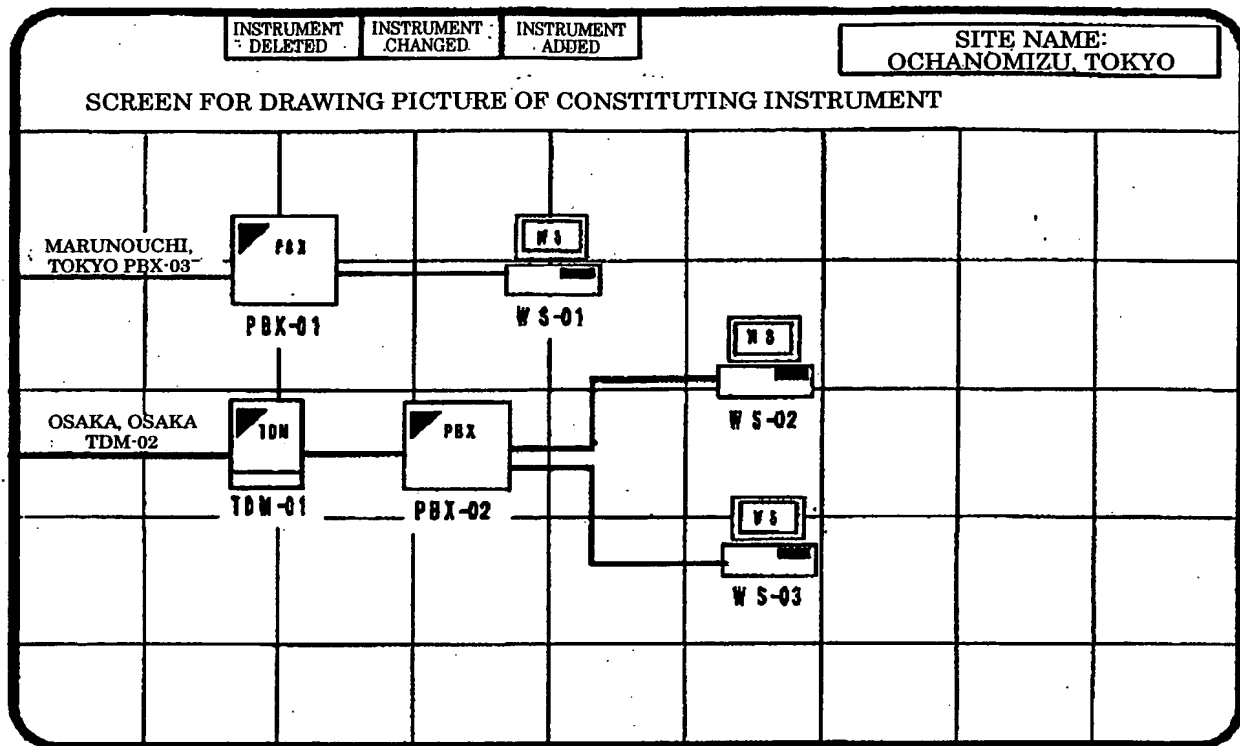 INSTRUMENT
DELETED
INSTRUMENT
CHANGED
INSTRUMENT
ADDED
SITE NAME:
OCHANOMIZU, TOKYO
SCREEN FOR DRAWING PICTURE OF CONSTITUTING INSTRUMENT
MARUNOUCHI,
TOKYO PBX-03
PBX
PBX-01
WS
WS-01
WS
WS-02
OSAKA, OSAKA
TDM-02
TDM
TDM-01
PBX
PBX-02
WS
WS-03